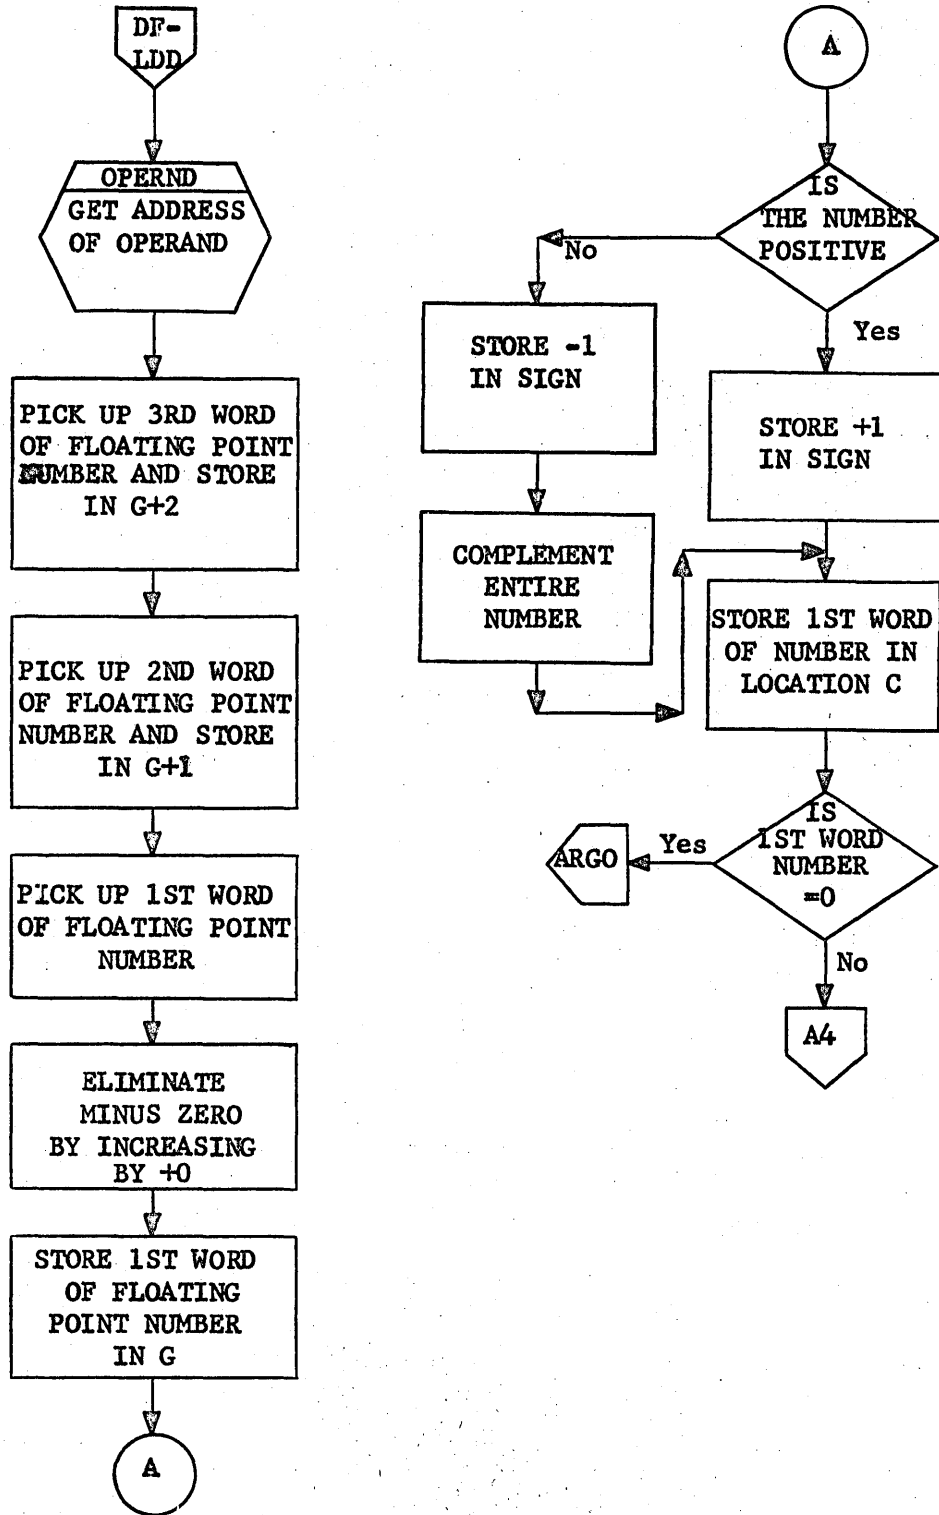 DF-
LDD
OPERND
GET ADDRESS
OF OPERAND
PICK UP 3RD WORD
OF FLOATING POINT
NUMBER AND STORE
IN G+2
PICK UP 2ND WORD
OF FLOATING POINT
NUMBER AND STORE
IN G+1
PICK UP 1ST WORD
OF FLOATING POINT
NUMBER
ELIMINATE
MINUS ZERO
BY INCREASING
BY +0
STORE 1ST WORD
OF FLOATING
POINT NUMBER
IN G
A
A
IS
THE NUMBER
POSITIVE
No
Yes
STORE -1
IN SIGN
STORE +1
IN SIGN
COMPLEMENT
ENTIRE
NUMBER
STORE 1ST WORD
OF NUMBER IN
LOCATION C
IS
1ST WORD
NUMBER
=0
Yes
ARGO
No
A4